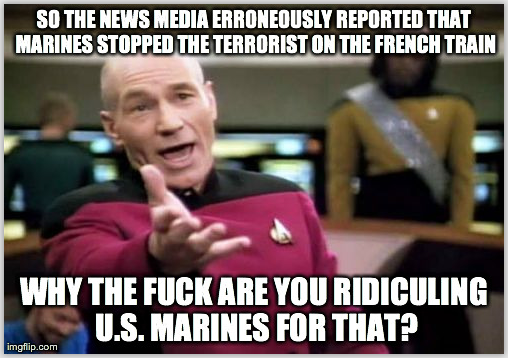 SO THE NEWS MEDIA ERRONEOUSLY REPORTED THAT
MARINES STOPPED THE TERRORIST ON THE FRENCH TRAIN
WHY THE FUCK ARE YOU RIDICULING
U.S. MARINES FOR THAT?
imgflip.com